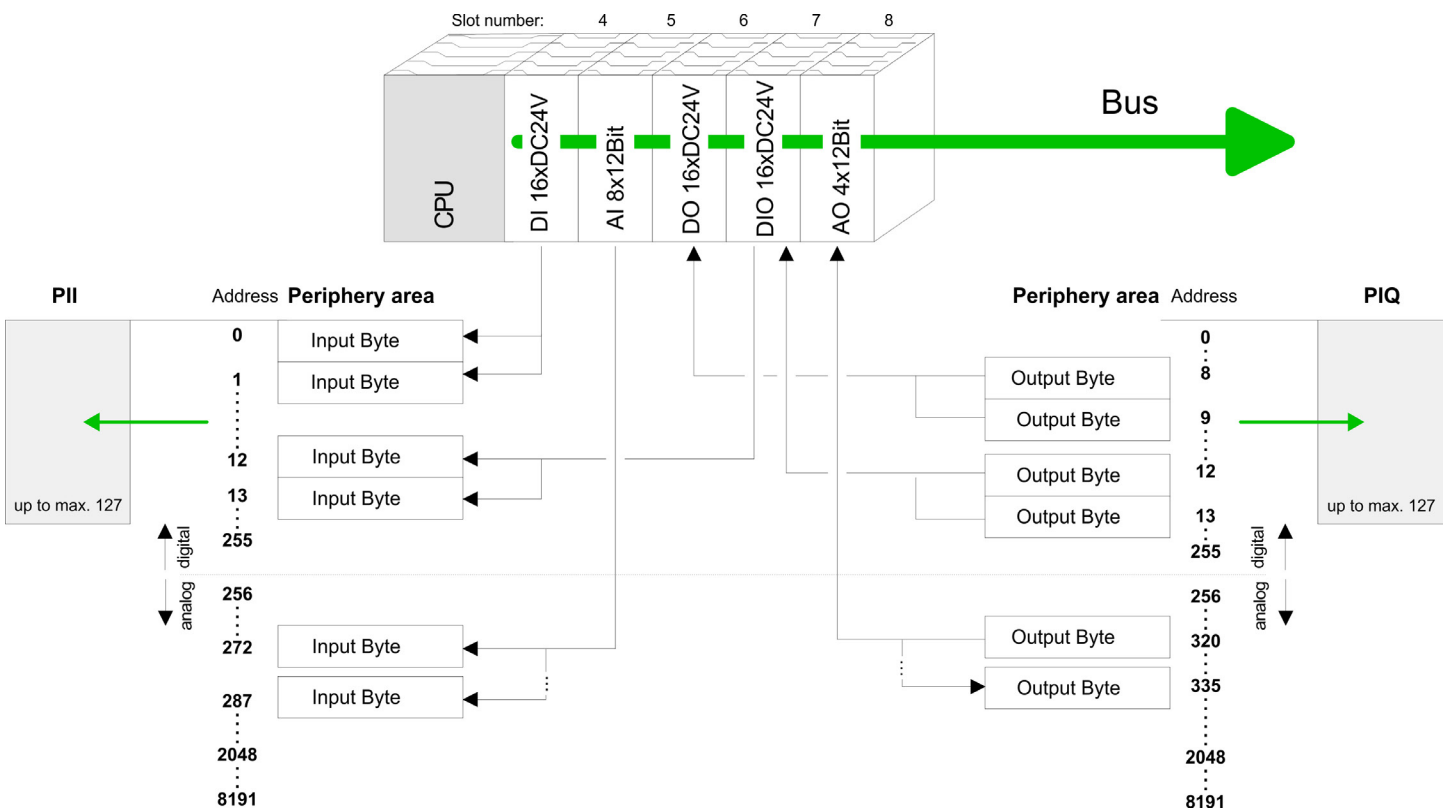 Slot number: 4 5 6 7 8
Bus
CPU
DI 16xDC24V
AI 8x12Bit
DO 16xDC24V
DIO 16xDC24V
AO 4x12Bit
PII
Address Periphery area
0
Input Byte
1
Input Byte
12
Input Byte
13
Input Byte
255
up to max. 127
digital
analog
256
272
Input Byte
287
Input Byte
2048
8191
Periphery area Address
PIQ
0
Output Byte
8
Output Byte
9
Output Byte
12
Output Byte
13
255
up to max. 127
digital
analog
256
Output Byte
320
Output Byte
335
2048
8191